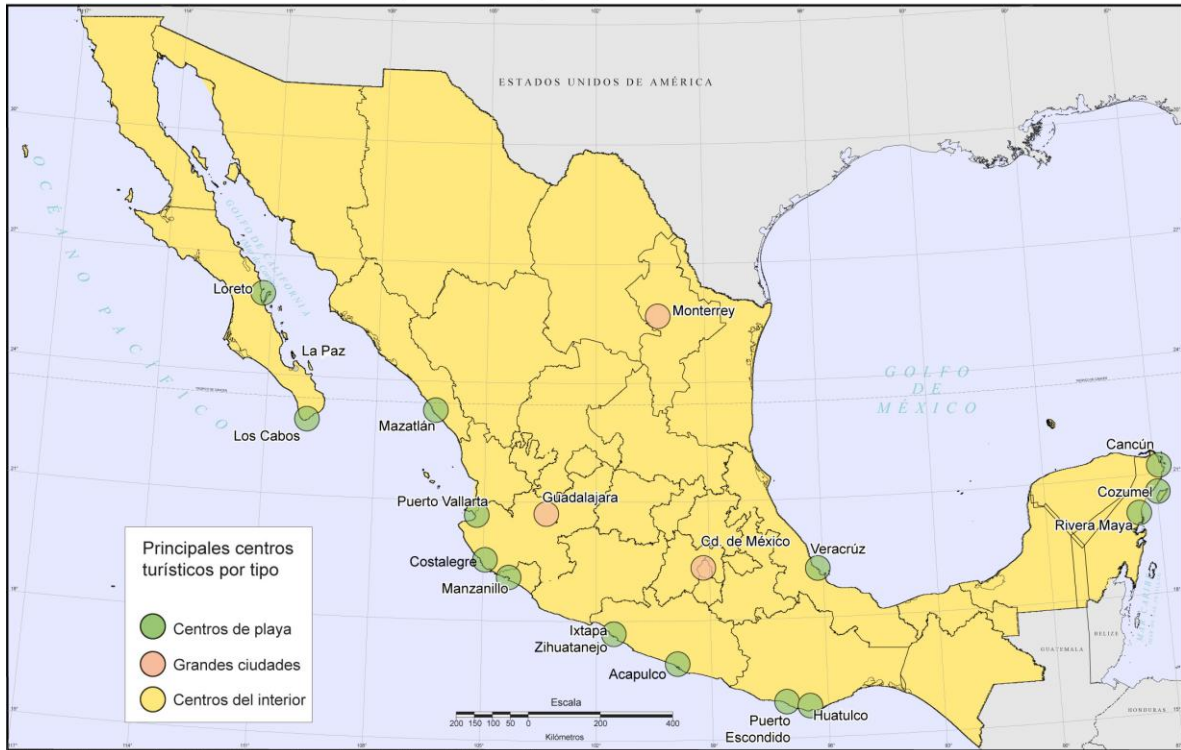 ESTADOS UNIDOS DE AMÉRICA
OCÉANO PACÍFICO
GOLFO DE CALIFORNIA
Loreto
Monterrey
La Paz
GOLFO
DE
MÉXICO
Mazatlán
Los Cabos
Cancún
Puerto Vallarta
Guadalajara
Cozumel
Rivera Maya
Cd. de México
Veracrúz
Costalegre
Manzanillo
Ixtapa
Zihuatanejo
BELIZE
GUATEMALA
Acapulco
Huatulco
Puerto
Escondido
HONDURAS
Principales centros
turísticos por tipo
Centros de playa
Grandes ciudades
Centros del interior
Escala
200 150 100 50 0 200 400
Kilómetros